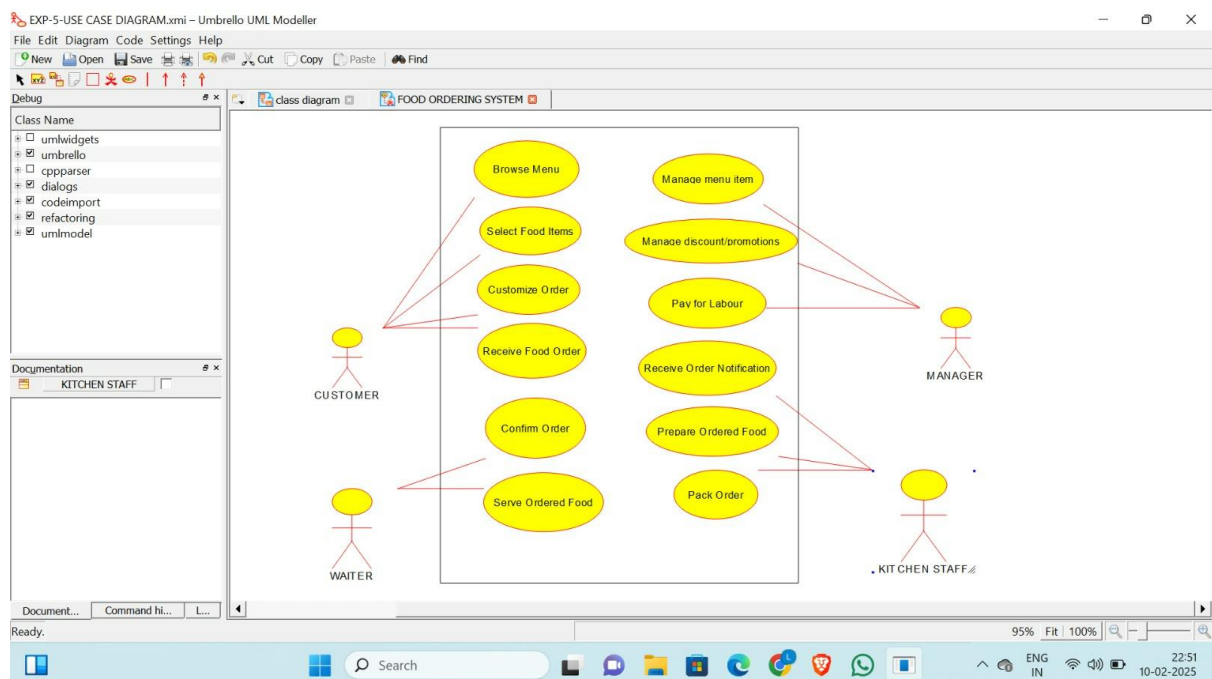 EXP-5-USE CASE DIAGRAM.xmi – Umbrello UML Modeller
File Edit Diagram Code Settings Help
New Open Save Cut Copy Paste Find
XYZ
Debug
class diagram
FOOD ORDERING SYSTEM
Class Name
umlwidgets
umbrello
cppparser
dialogs
codeimport
refactoring
umlmodel
Documentation
KITCHEN STAFF
Document... Command hi... L...
Browse Menu
Select Food Items
Customize Order
Receive Food Order
Confirm Order
Serve Ordered Food
Manage menu item
Manage discount/promotions
Pay for Labour
Receive Order Notification
Prepare Ordered Food
Pack Order
CUSTOMER
WAITER
MANAGER
KITCHEN STAFF
Ready.
95% Fit 100%
Search
ENG
IN
22:51
10-02-2025